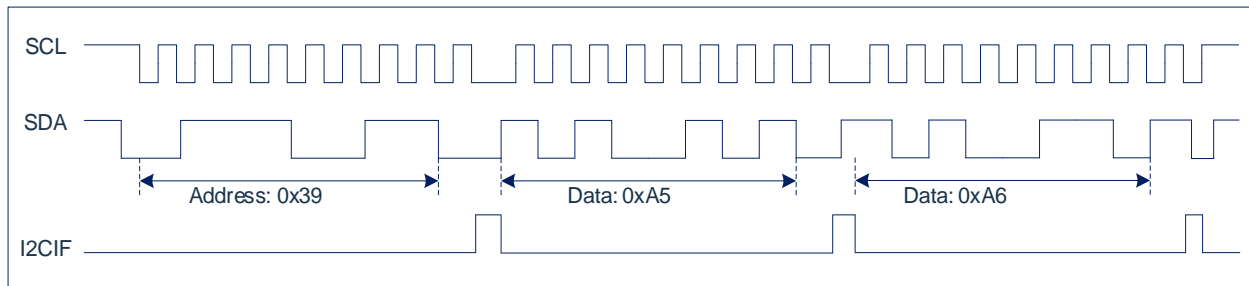 SCL
SDA
Address: 0x39 Data: 0xA5 Data: 0xA6
I2CIF